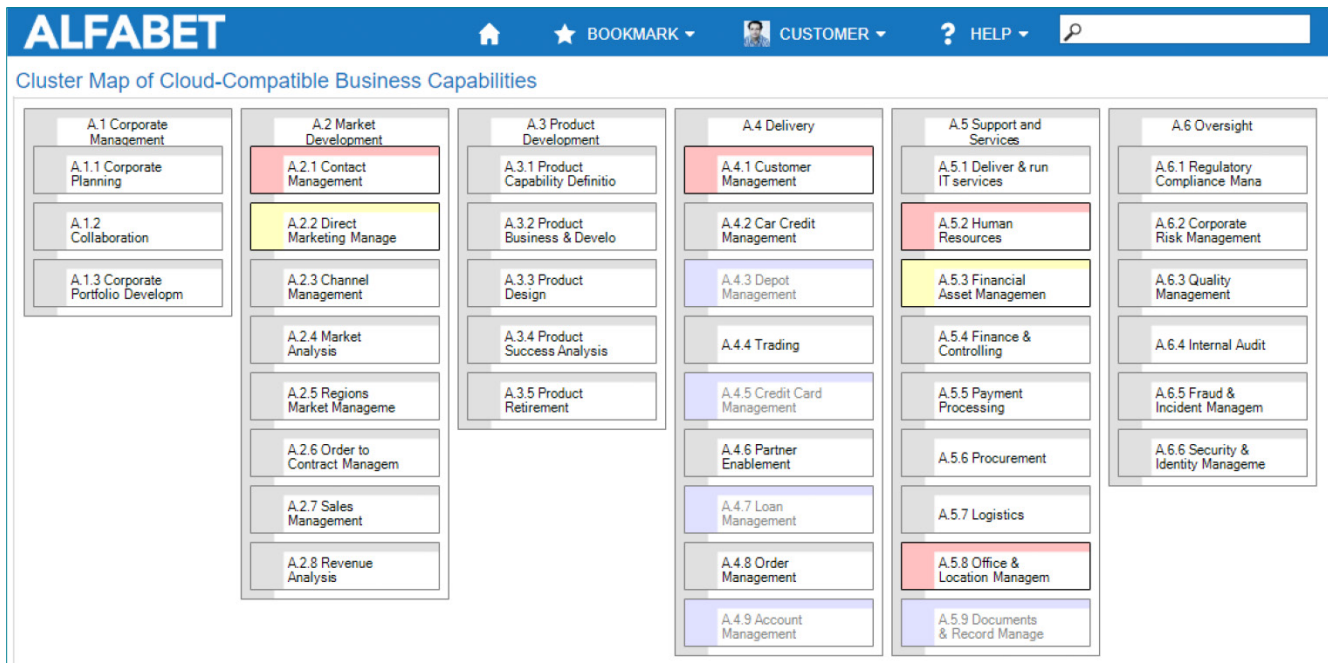 ALFABET
BOOKMARK
CUSTOMER
? HELP
Cluster Map of Cloud-Compatible Business Capabilities
A.1 Corporate
Management
A.1.1 Corporate
Planning
A.1.2
Collaboration
A.1.3 Corporate
Portfolio Developm
A.2 Market
Development
A.2.1 Contact
Management
A.2.2 Direct
Marketing Manage
A.2.3 Channel
Management
A.2.4 Market
Analysis
A.2.5 Regions
Market Manageme
A.2.6 Order to
Contract Managem
A.2.7 Sales
Management
A.2.8 Revenue
Analysis
A.3 Product
Development
A.3.1 Product
Capability Definitio
A.3.2 Product
Business & Develo
A.3.3 Product
Design
A.3.4 Product
Success Analysis
A.3.5 Product
Retirement
A.4 Delivery
A.4.1 Customer
Management
A.4.2 Car Credit
Management
A.4.3 Depot
Management
A.4.4 Trading
A.4.5 Credit Card
Management
A.4.6 Partner
Enablement
A.4.7 Loan
Management
A.4.8 Order
Management
A.4.9 Account
Management
A.5 Support and
Services
A.5.1 Deliver & run
IT services
A.5.2 Human
Resources
A.5.3 Financial
Asset Managemen
A.5.4 Finance &
Controlling
A.5.5 Payment
Processing
A.5.6 Procurement
A.5.7 Logistics
A.5.8 Office &
Location Managem
A.5.9 Documents
& Record Manage
A.6 Oversight
A.6.1 Regulatory
Compliance Mana
A.6.2 Corporate
Risk Management
A.6.3 Quality
Management
A.6.4 Internal Audit
A.6.5 Fraud &
Incident Managem
A.6.6 Security &
Identity Manageme